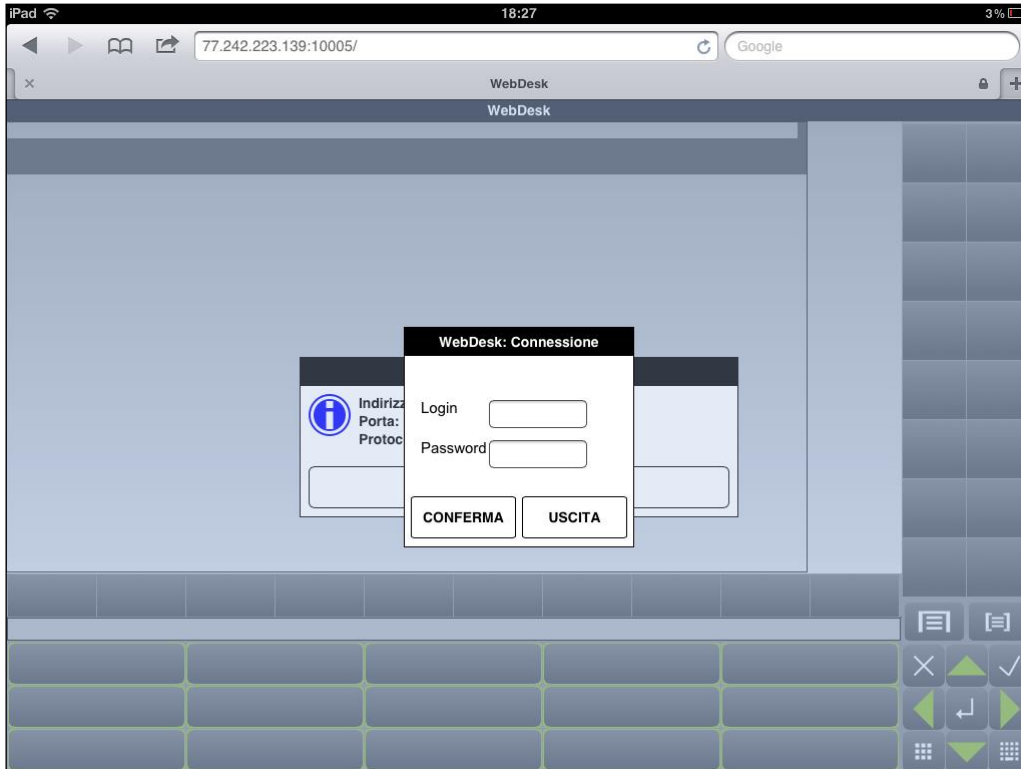 iPad 18:27 3%
77.242.223.139:10005/ Google
WebDesk
WebDesk
WebDesk: Connessione
Indirizz
Porta:
Protoc
Login
Password
CONFERMA USCITA